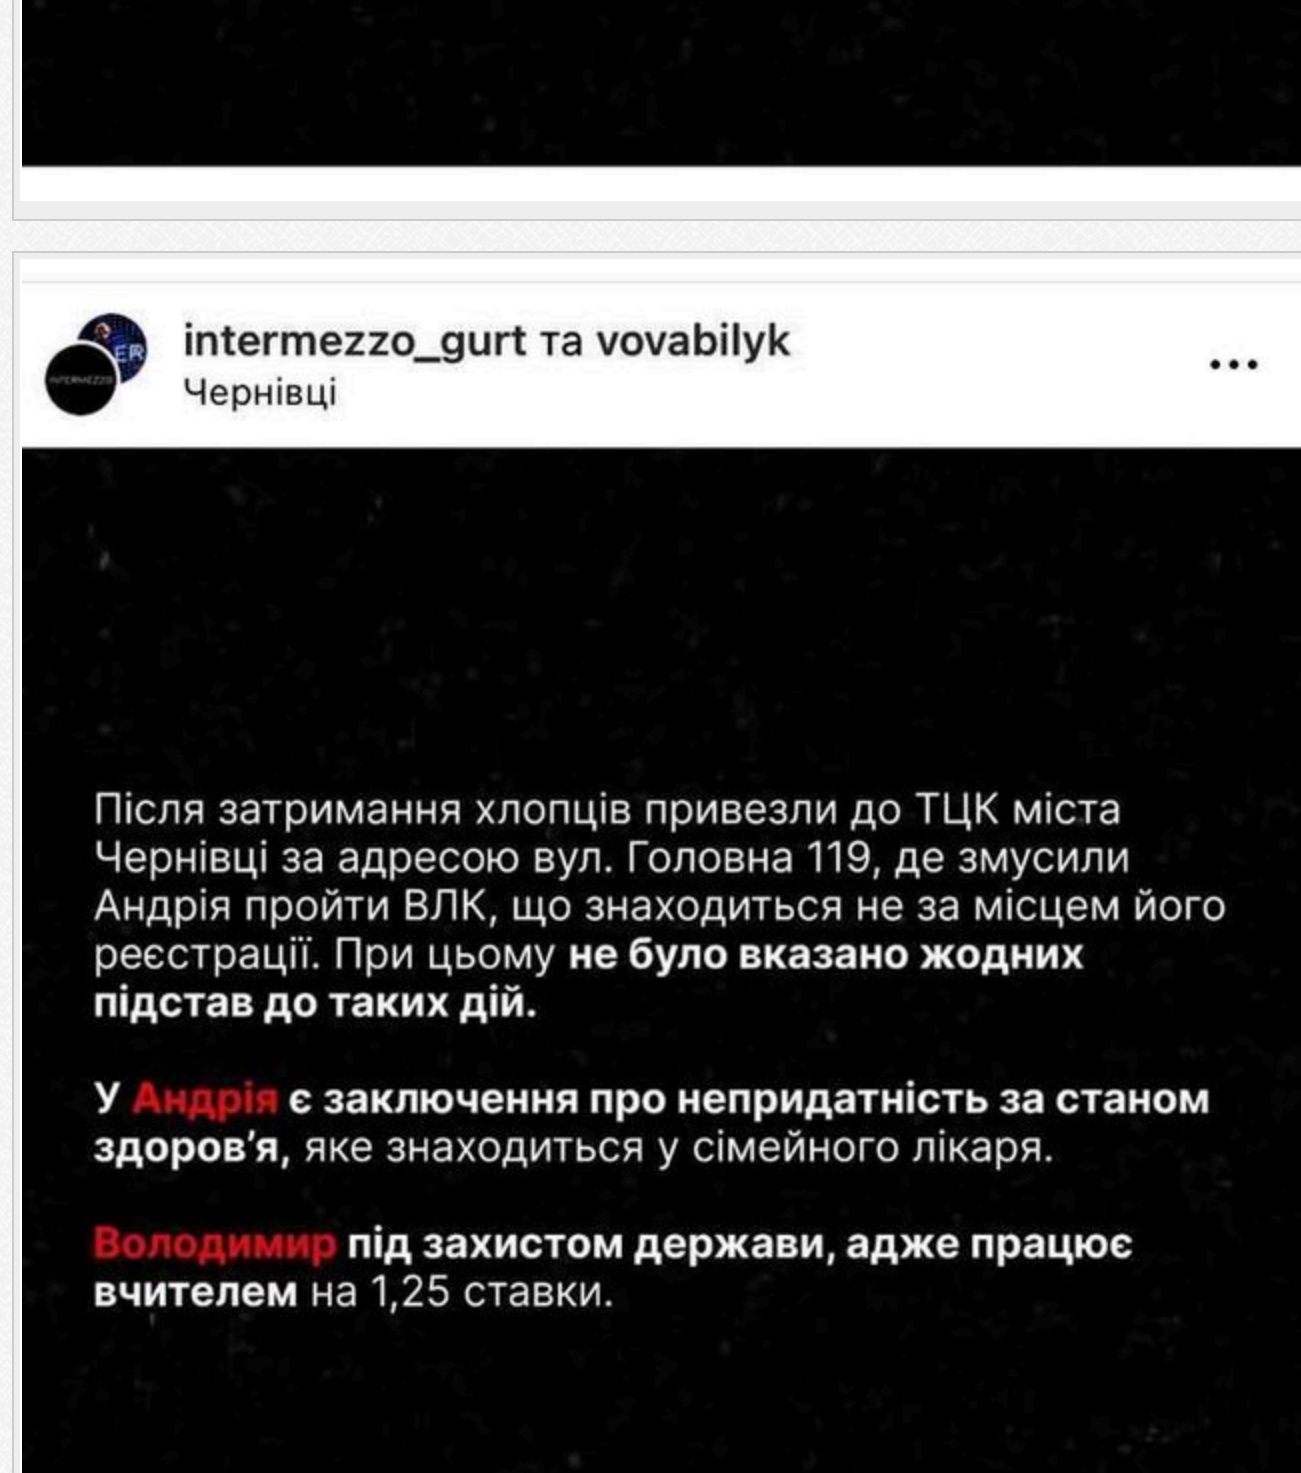 intermezzo_gurt та vovabilyk
Чернівці
INTERMEZZO
ER
Після затримання хлопців привезли до ТЦК міста
Чернівці за адресою вул. Головна 119, де змусили
Андрія пройти ВЛК, що знаходиться не за місцем його
реєстрації. При цьому не було вказано жодних
підстав до таких дій.
У Андрія є заключення про непридатність за станом
здоров’я, яке знаходиться у сімейного лікаря.
Володимир під захистом держави, адже працює
вчителем на 1,25 ставки.